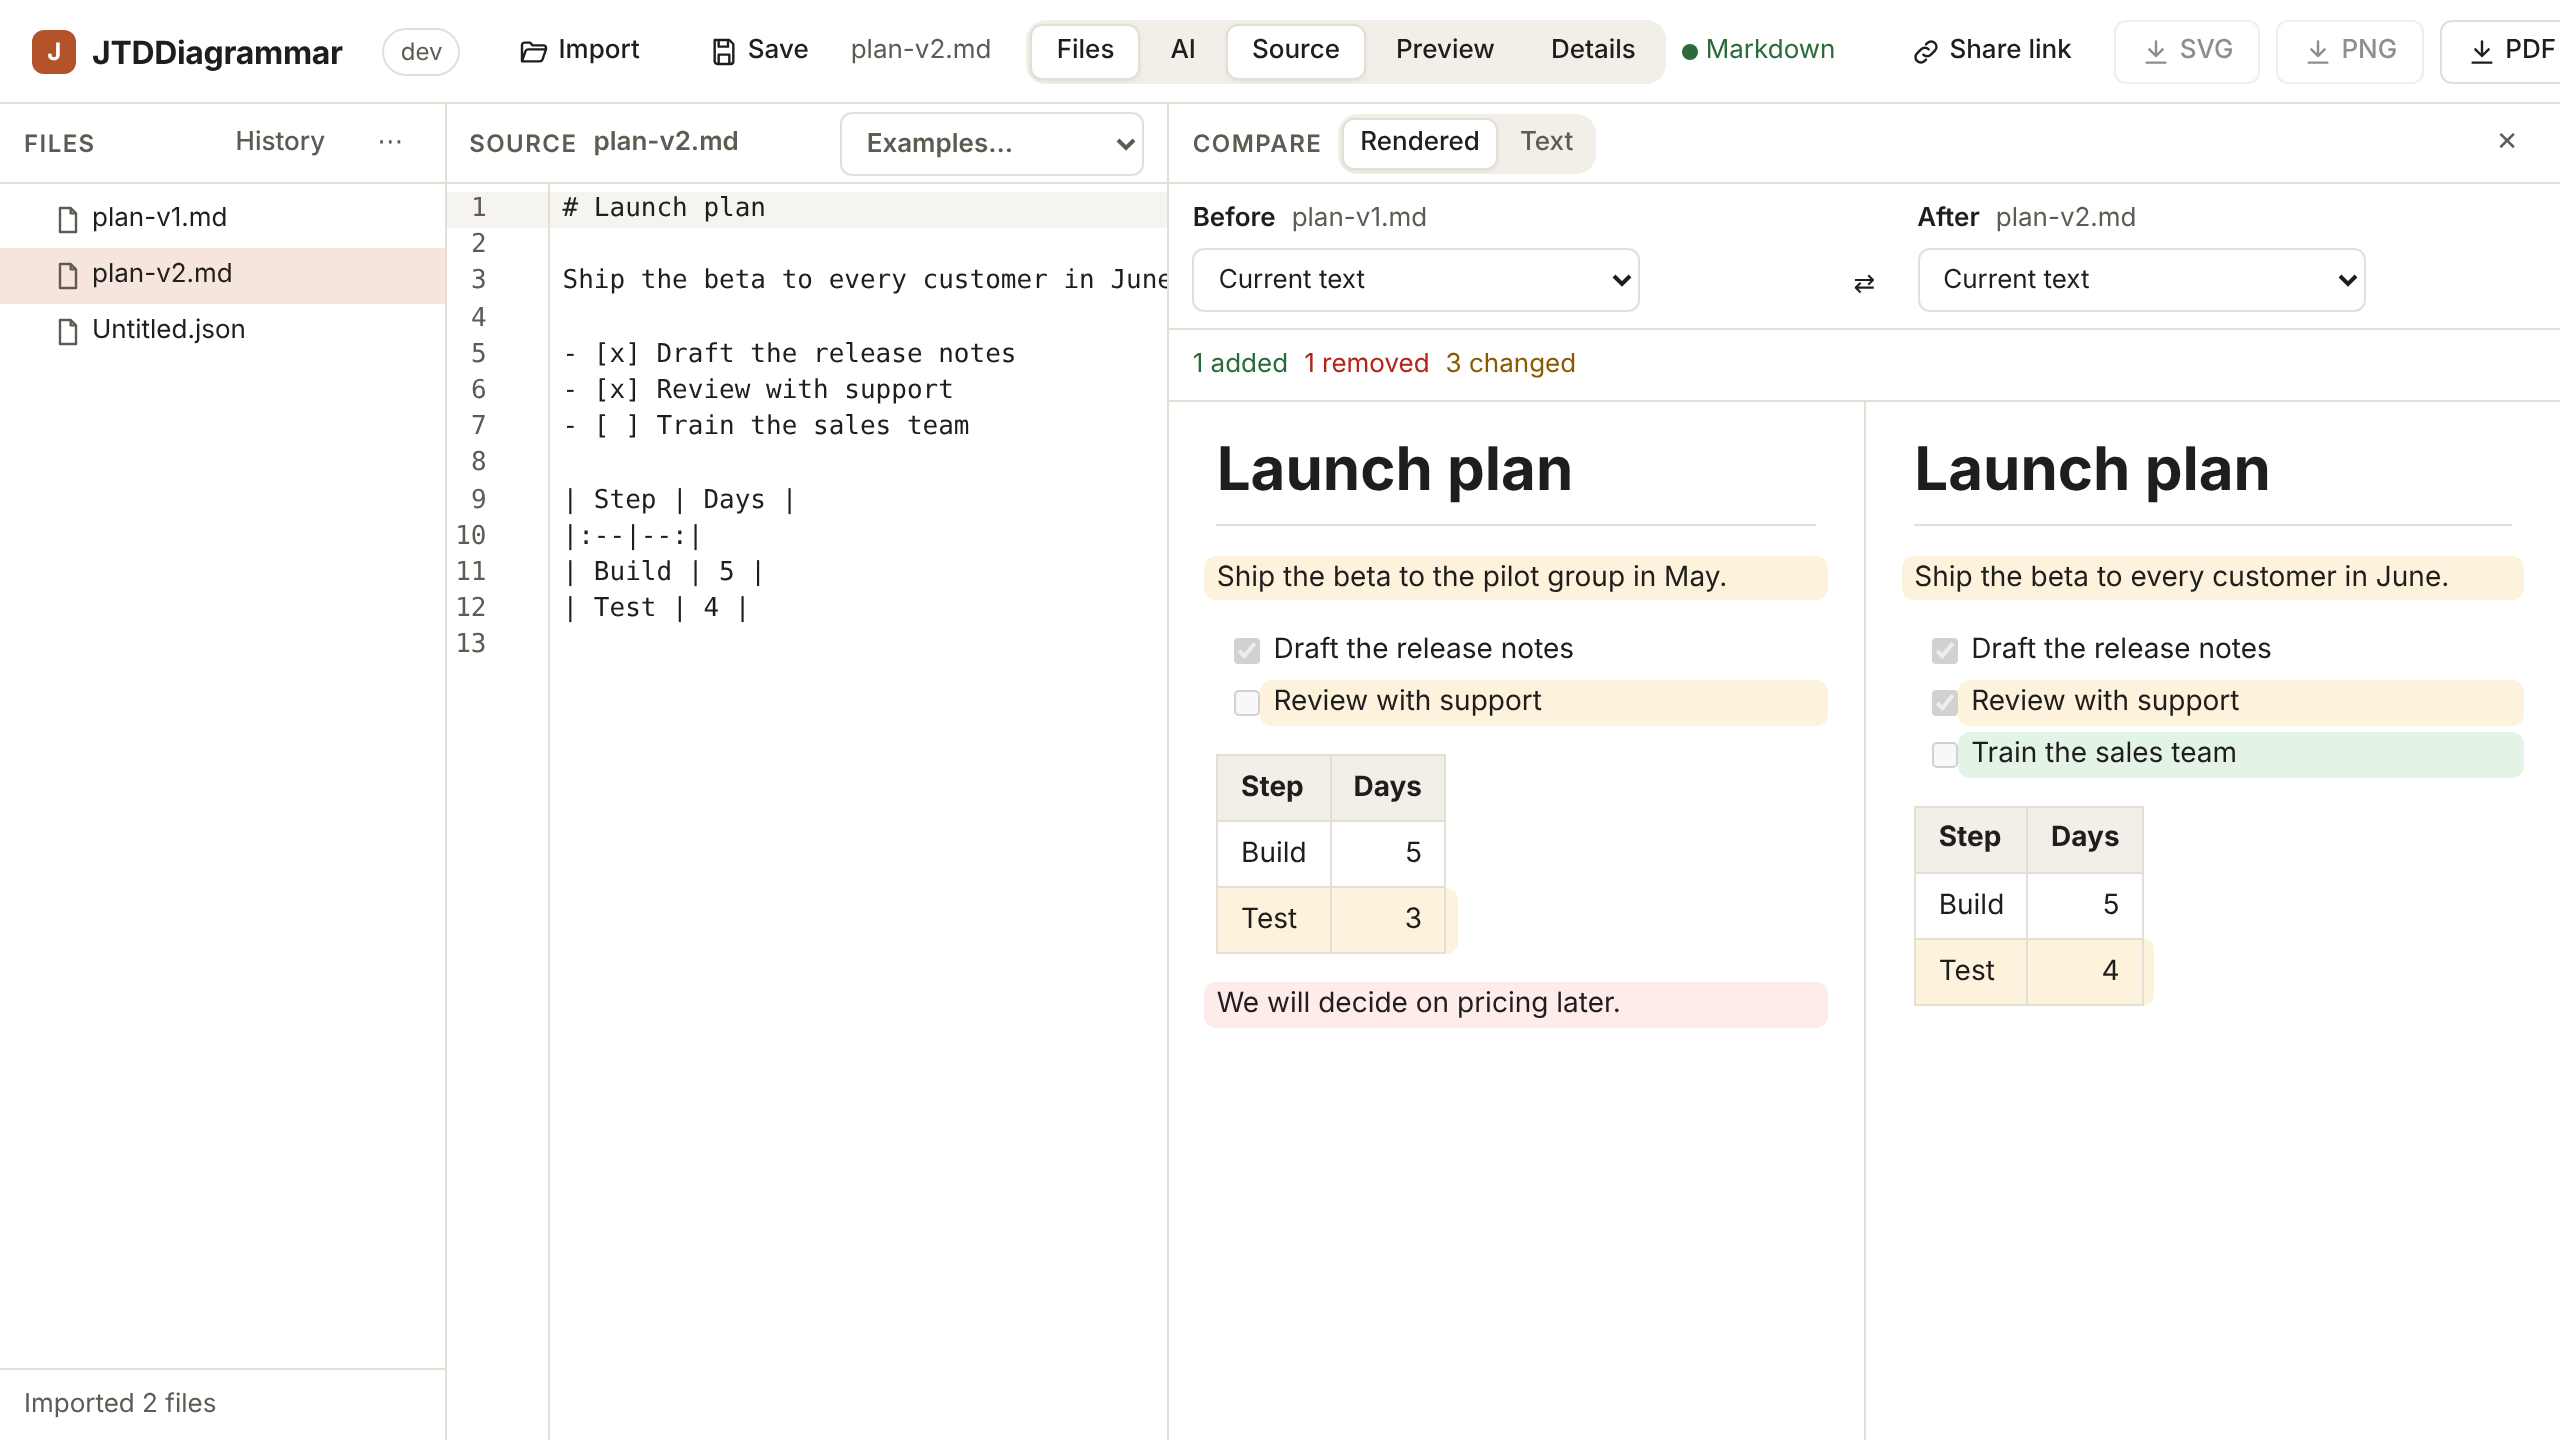 J JTDDiagrammar dev Import Save plan-v2.md Files AI Source Preview Details Markdown Share link SVG PNG PDF
FILES History ···
plan-v1.md
plan-v2.md
Untitled.json
Imported 2 files
SOURCE plan-v2.md Examples...
1 # Launch plan
2
3 Ship the beta to every customer in June
4
5 - [x] Draft the release notes
6 - [x] Review with support
7 - [ ] Train the sales team
8
9 | Step | Days |
10 |:--|--:|
11 | Build | 5 |
12 | Test | 4 |
13
COMPARE Rendered Text ✕
Before plan-v1.md
Current text
⇄
After plan-v2.md
Current text
1 added 1 removed 3 changed
Launch plan
Ship the beta to the pilot group in May.
Draft the release notes
Review with support
Step Days
Build 5
Test 3
We will decide on pricing later.
Launch plan
Ship the beta to every customer in June.
Draft the release notes
Review with support
Train the sales team
Step Days
Build 5
Test 4